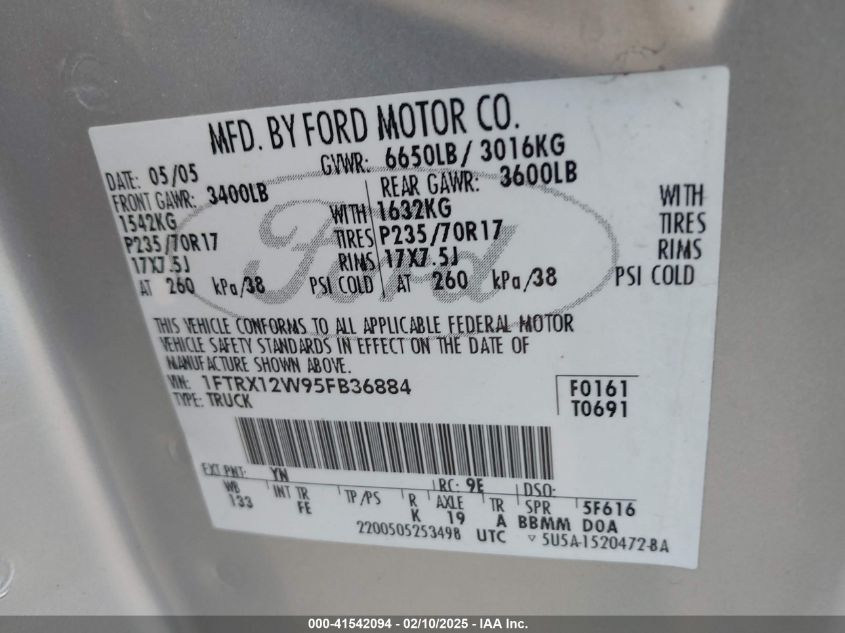 MFD. BY FORD MOTOR CO.
DATE: 05/05 GVWR: 6650LB/ 3016KG
FRONT GAWR: 3400LB REAR GAWR: 3600LB
1542KG WITH 1632KG WITH
P235/70R17 TIRES P235/70R17 TIRES
17X7.5J RIMS 17X7.5J RIMS
AT 260 kPa/38 PSI COLD AT 260 kPa/38 PSI COLD
Ford
THIS VEHICLE CONFORMS TO ALL APPLICABLE FEDERAL MOTOR
VEHICLE SAFETY STANDARDS IN EFFECT ON THE DATE OF
MANUFACTURE SHOWN ABOVE.
VIN: 1FTRX12W95FB36884 F0161
TYPE: TRUCK T0691
EXT PNT: YN RC: 9E DSO:
WB INT TR TP/PS R AXLE TR SPR 5F616
133 FE K 19 A BBMM DOA
2200505253498 UTC ▽ 5U5A-1520472-BA
000-41542094 - 02/10/2025 - IAA Inc.